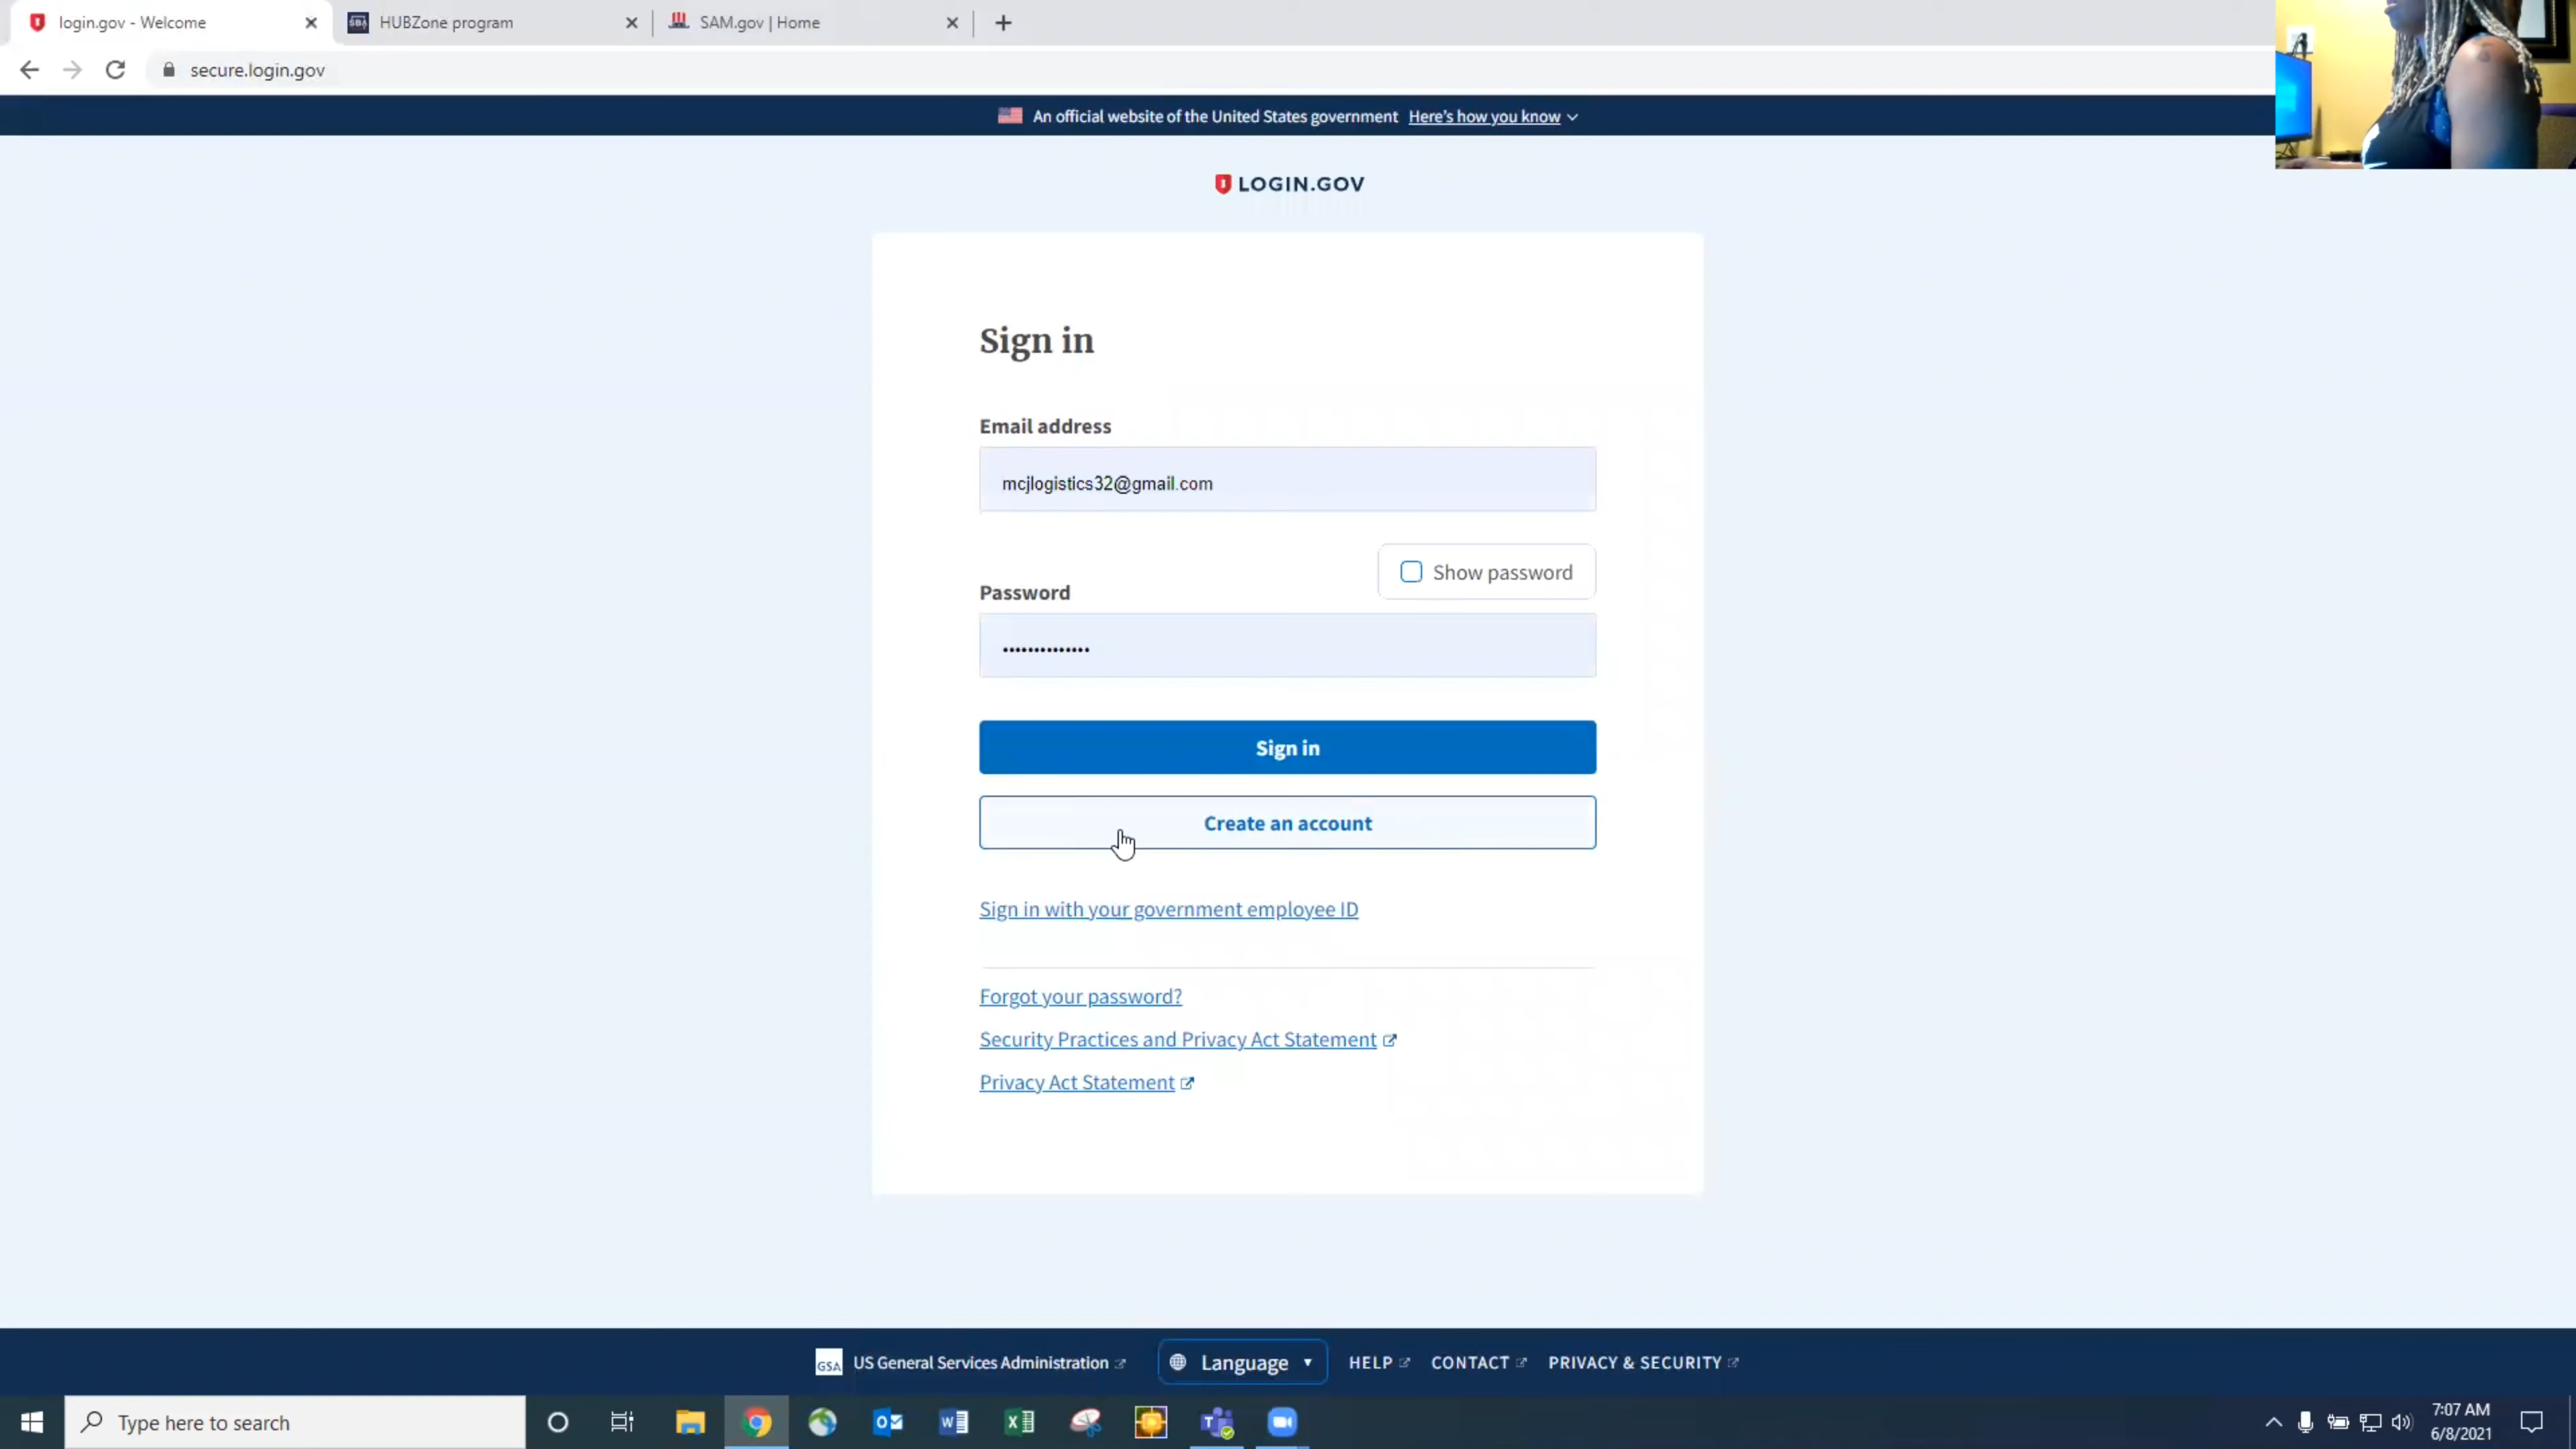 login.gov - Welcome
HUBZone program
SAM.gov | Home
secure.login.gov
An official website of the United States government Here's how you know
LOGIN.GOV
Sign in
Email address
mcjlogistics32@gmail.com
Show password
Password
••••••••••••••
Sign in
Create an account
Sign in with your government employee ID
Forgot your password?
Security Practices and Privacy Act Statement
Privacy Act Statement
GSA US General Services Administration
Language
HELP
CONTACT
PRIVACY & SECURITY
Type here to search
7:07 AM
6/8/2021